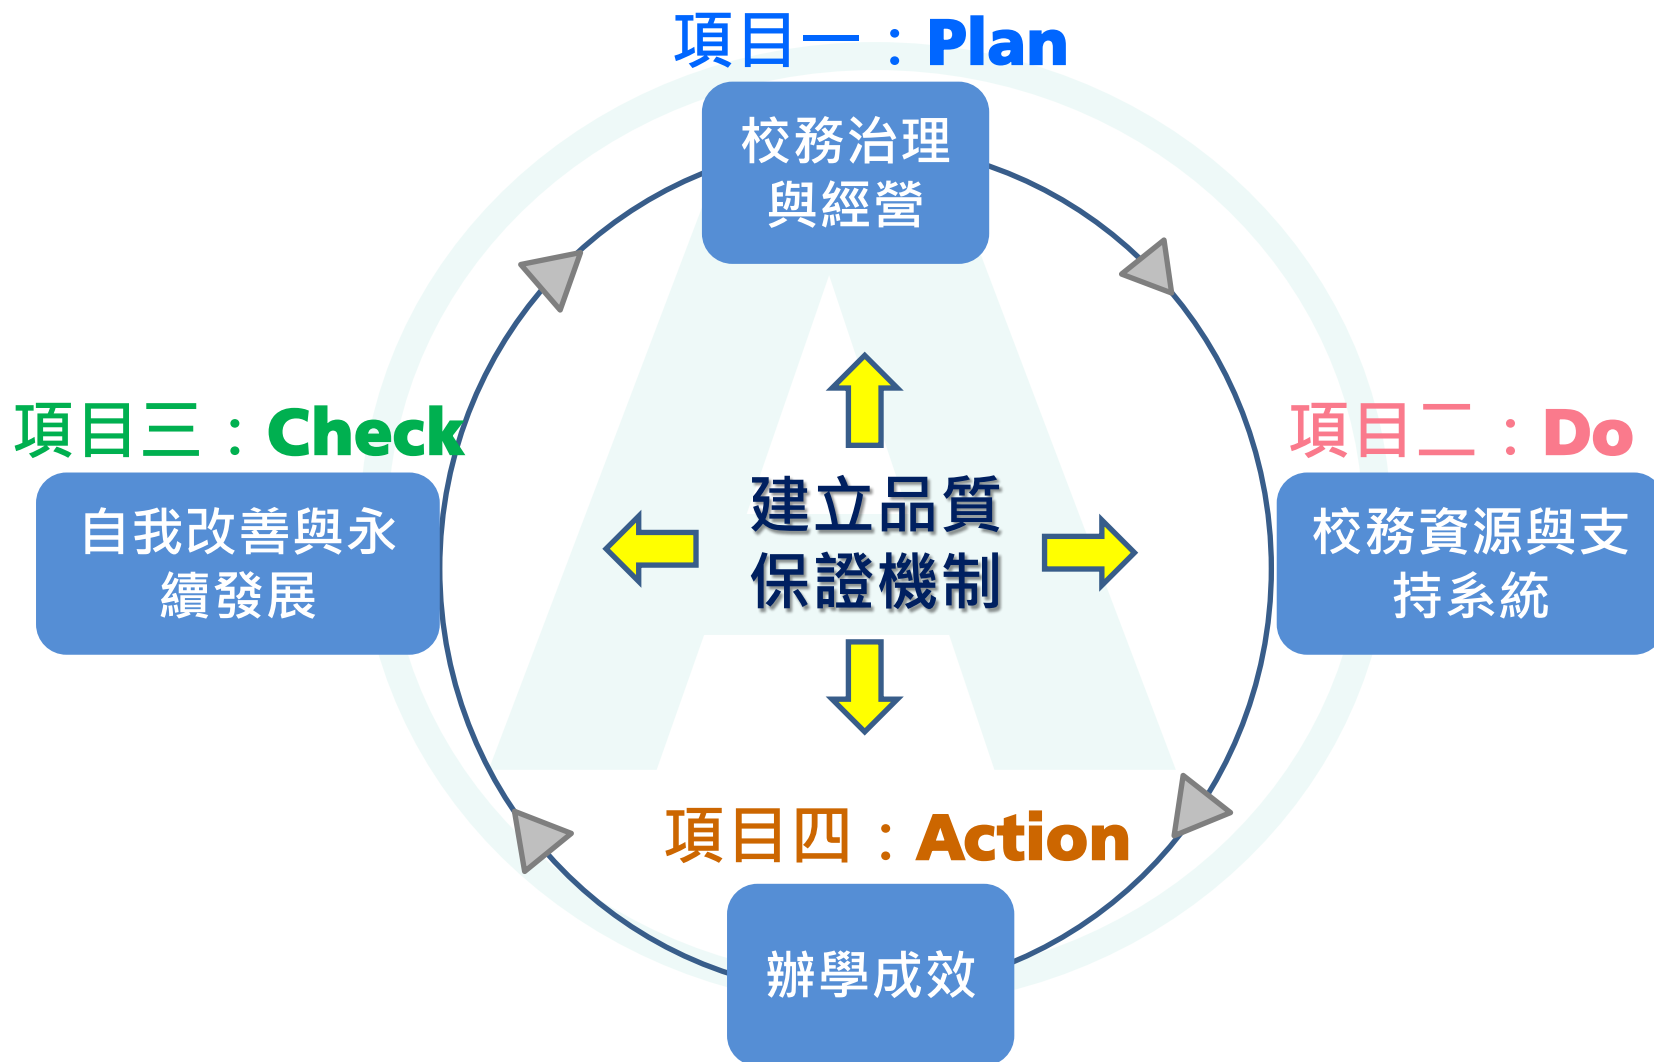 項目一：Plan
校務治理
與經營
項目三：Check
自我改善與永
續發展
建立品質
保證機制
項目二：Do
校務資源與支
持系統
項目四：Action
辦學成效